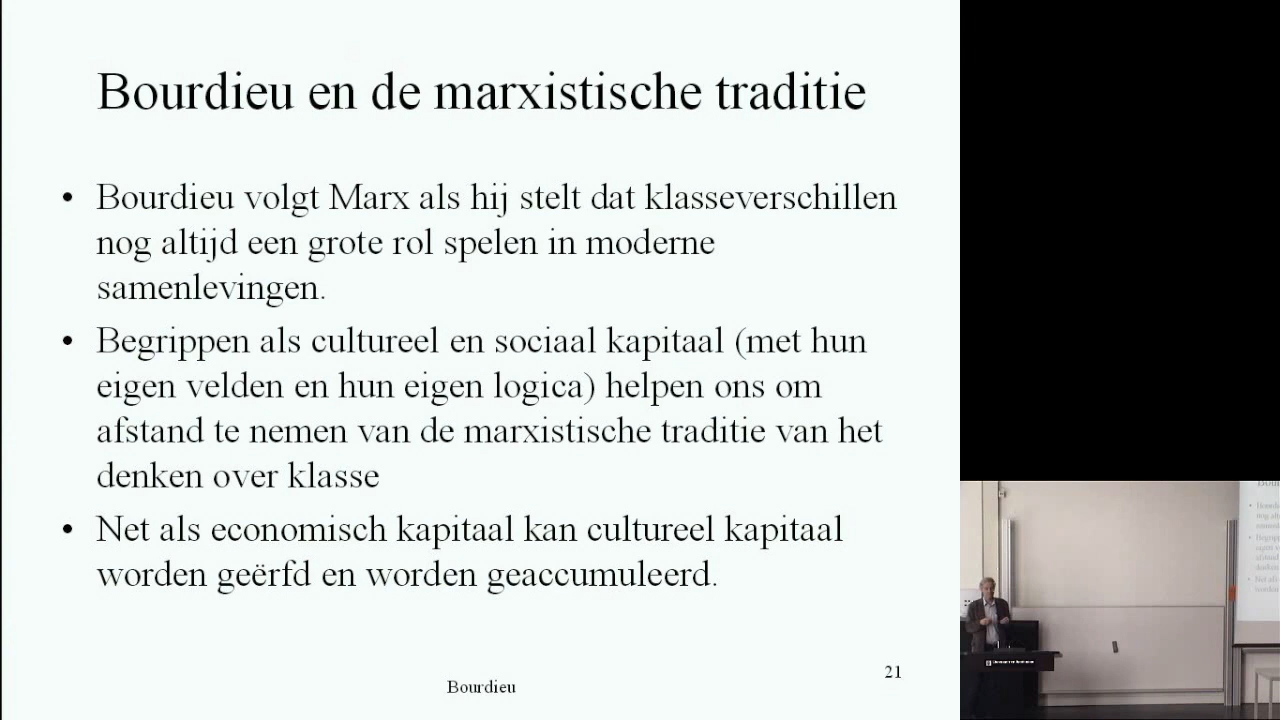 Bourdieu en de marxistische traditie
• Bourdieu volgt Marx als hij stelt dat klasseverschillen
nog altijd een grote rol spelen in moderne
samenlevingen.
• Begrippen als cultureel en sociaal kapitaal (met hun
eigen velden en hun eigen logica) helpen ons om
afstand te nemen van de marxistische traditie van het
denken over klasse
• Net als economisch kapitaal kan cultureel kapitaal
worden geërfd en worden geaccumuleerd.
Bourdieu
21